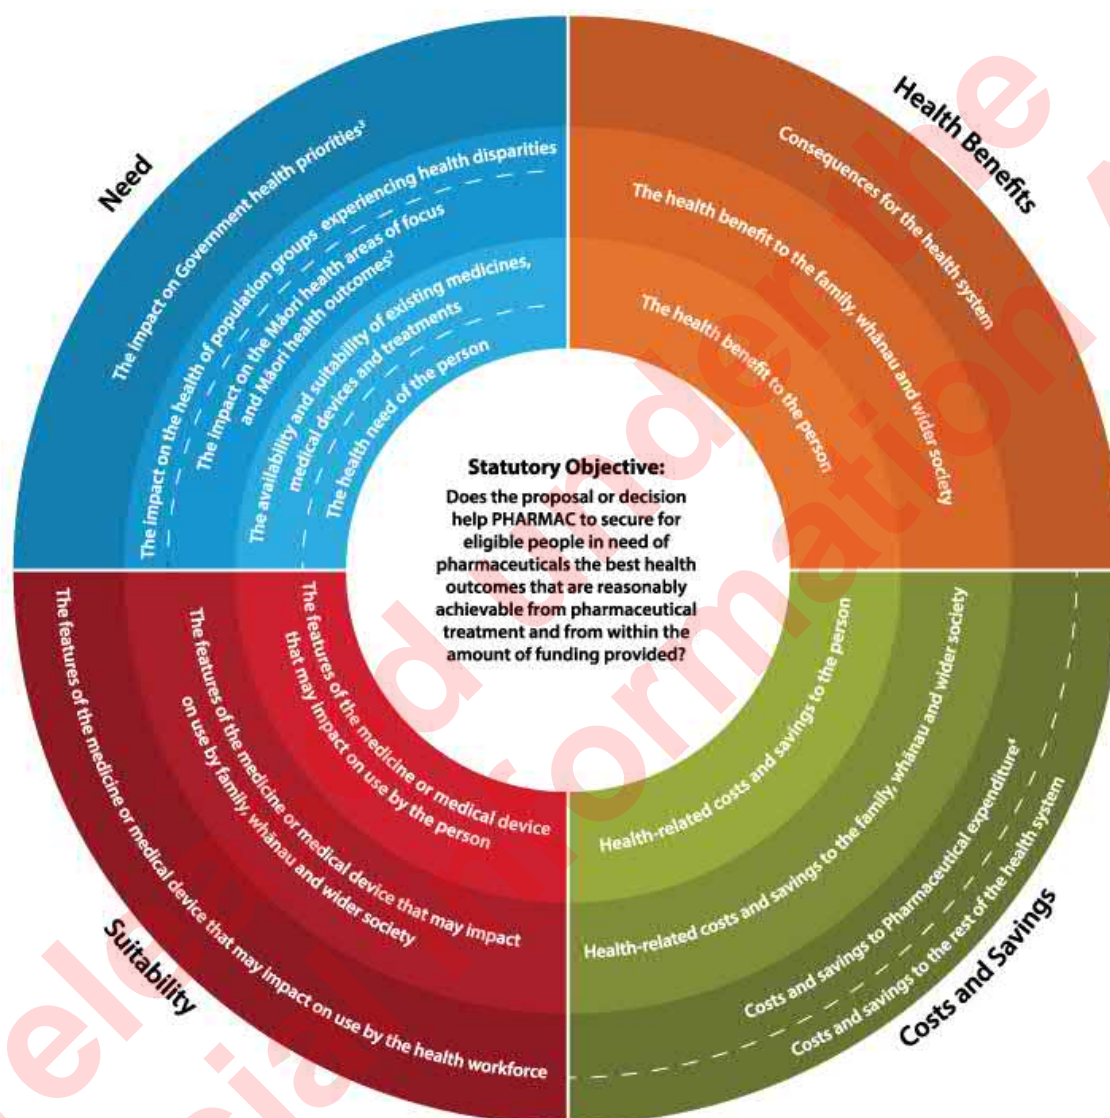 Need
The impact on Government health priorities³
The impact on the health of population groups experiencing health disparities
The impact on the Māori health areas of focus
and Māori health outcomes²
The availability and suitability of existing medicines,
medical devices and treatments
The health need of the person
Health Benefits
Consequences for the health system
The health benefit to the family, whānau and wider society
The health benefit to the person
Statutory Objective:
Does the proposal or decision
help PHARMAC to secure for
eligible people in need of
pharmaceuticals the best health
outcomes that are reasonably
achievable from pharmaceutical
treatment and from within the
amount of funding provided?
Suitability
The features of the medicine or medical device
that may impact on use by the person
The features of the medicine or medical device that may impact
on use by family, whānau and wider society
The features of the medicine or medical device that may impact on use by the health workforce
Costs and Savings
Health-related costs and savings to the person
Health-related costs and savings to the family, whānau and wider society
Costs and savings to Pharmaceutical expenditure⁴
Costs and savings to the rest of the health system
under the